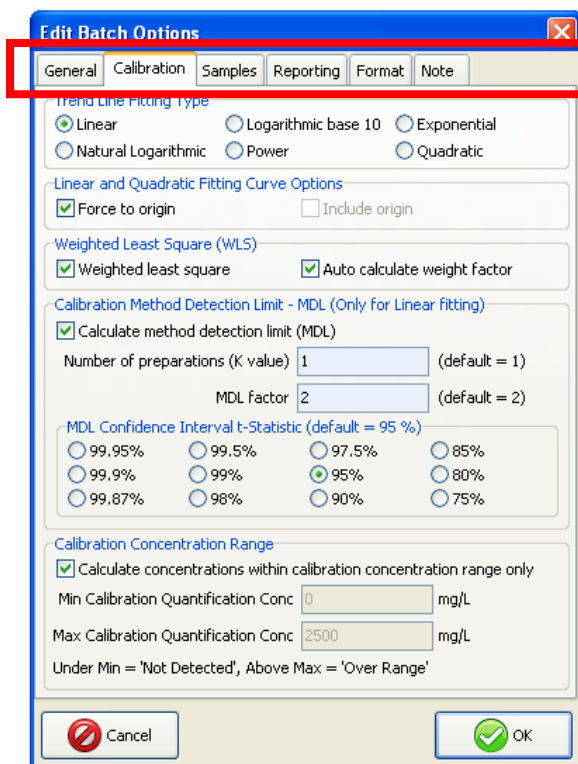 Edit Batch Options
General Calibration Samples Reporting Format Note
Trend Line Fitting Type
Linear Logarithmic base 10 Exponential
Natural Logarithmic Power Quadratic
Linear and Quadratic Fitting Curve Options
Force to origin Include origin
Weighted Least Square (WLS)
Weighted least square Auto calculate weight factor
Calibration Method Detection Limit - MDL (Only for Linear fitting)
Calculate method detection limit (MDL)
Number of preparations (K value) 1 (default = 1)
MDL factor 2 (default = 2)
MDL Confidence Interval t-Statistic (default = 95 %)
99.95% 99.5% 97.5% 85%
99.9% 99% 95% 80%
99.87% 98% 90% 75%
Calibration Concentration Range
Calculate concentrations within calibration concentration range only
Min Calibration Quantification Conc 0 mg/L
Max Calibration Quantification Conc 2500 mg/L
Under Min = 'Not Detected', Above Max = 'Over Range'
Cancel OK